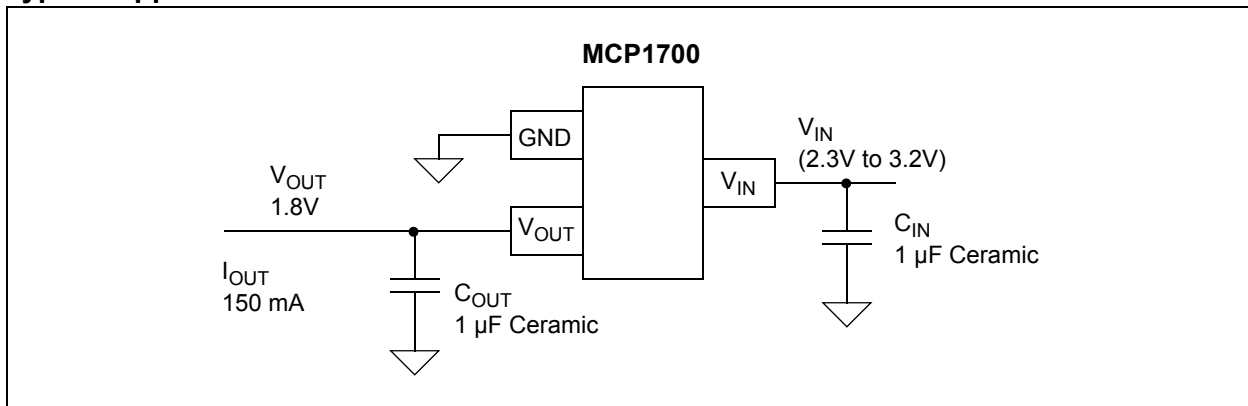 MCP1700
GND
V_IN
(2.3V to 3.2V)
V_IN
V_OUT
1.8V
V_OUT
C_IN
1 µF Ceramic
I_OUT
150 mA
C_OUT
1 µF Ceramic